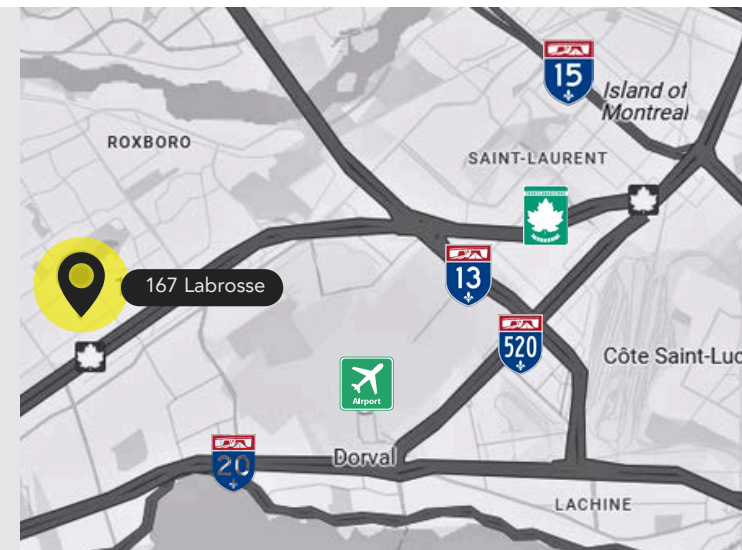 15
Island of
Montreal
ROXBORO
SAINT-LAURENT
13
167 Labrosse
520
Côte Saint-Luc
Airport
Dorval
20
LACHINE